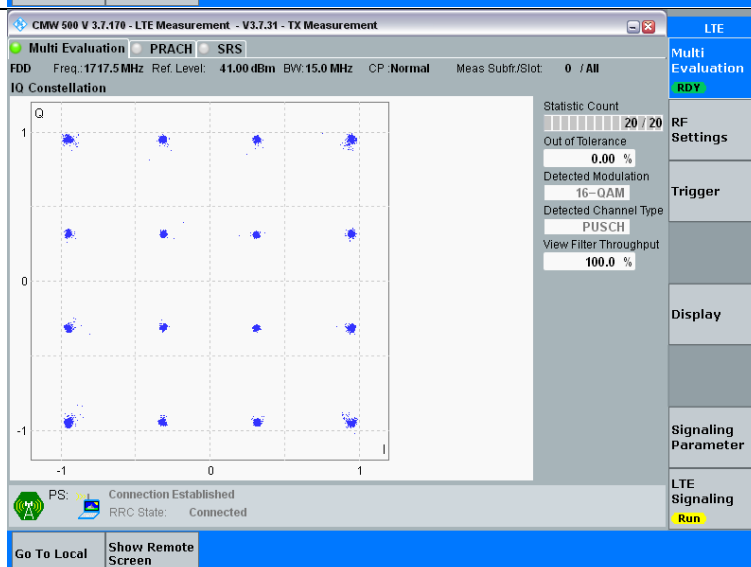 CMW 500 V 3.7.170 - LTE Measurement - V3.7.31 - TX Measurement
LTE
Multi Evaluation PRACH SRS
Multi
Evaluation
RDY
FDD Freq.:1717.5 MHz Ref. Level: 41.00 dBm BW:15.0 MHz CP :Normal Meas Subfr./Slot: 0 / All
IQ Constellation
Q
1
0
-1
-1 0 1
I
Statistic Count
20 / 20
Out of Tolerance
0.00 %
Detected Modulation
16-QAM
Detected Channel Type
PUSCH
View Filter Throughput
100.0 %
RF
Settings
Trigger
Display
Signaling
Parameter
LTE
Signaling
Run
PS: Connection Established
RRC State: Connected
Go To Local
Show Remote
Screen